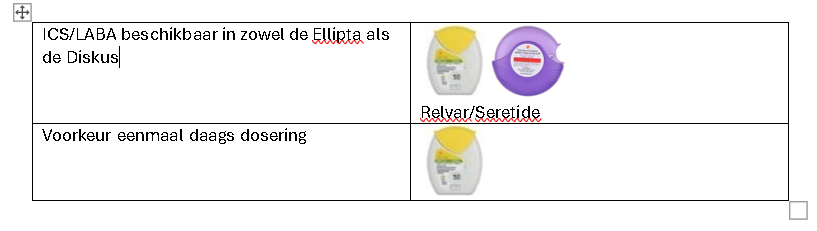 ICS/LABA beschikbaar in zowel de Ellipta als
de Diskus
Relvar/Seretide
Voorkeur eenmaal daags dosering